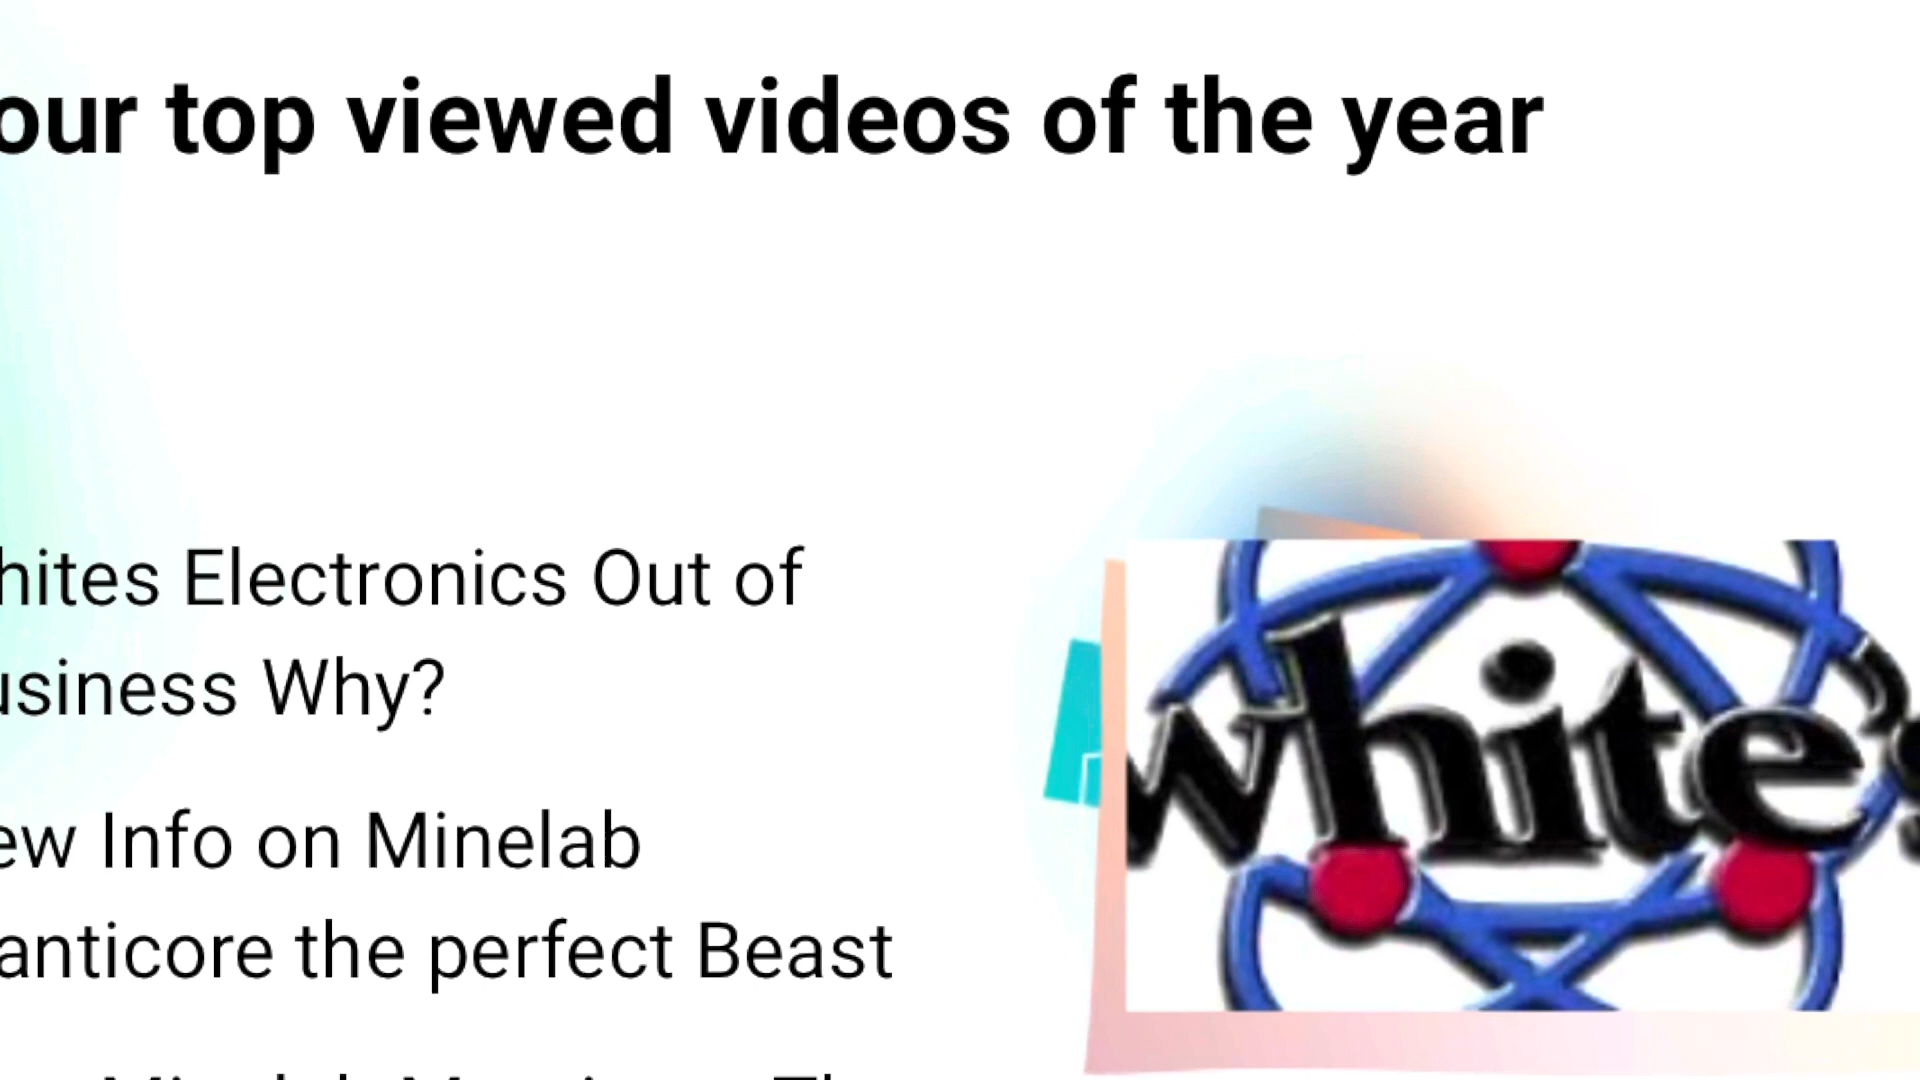 our top viewed videos of the year
hites Electronics Out of
usiness Why?
ew Info on Minelab
anticore the perfect Beast
white's